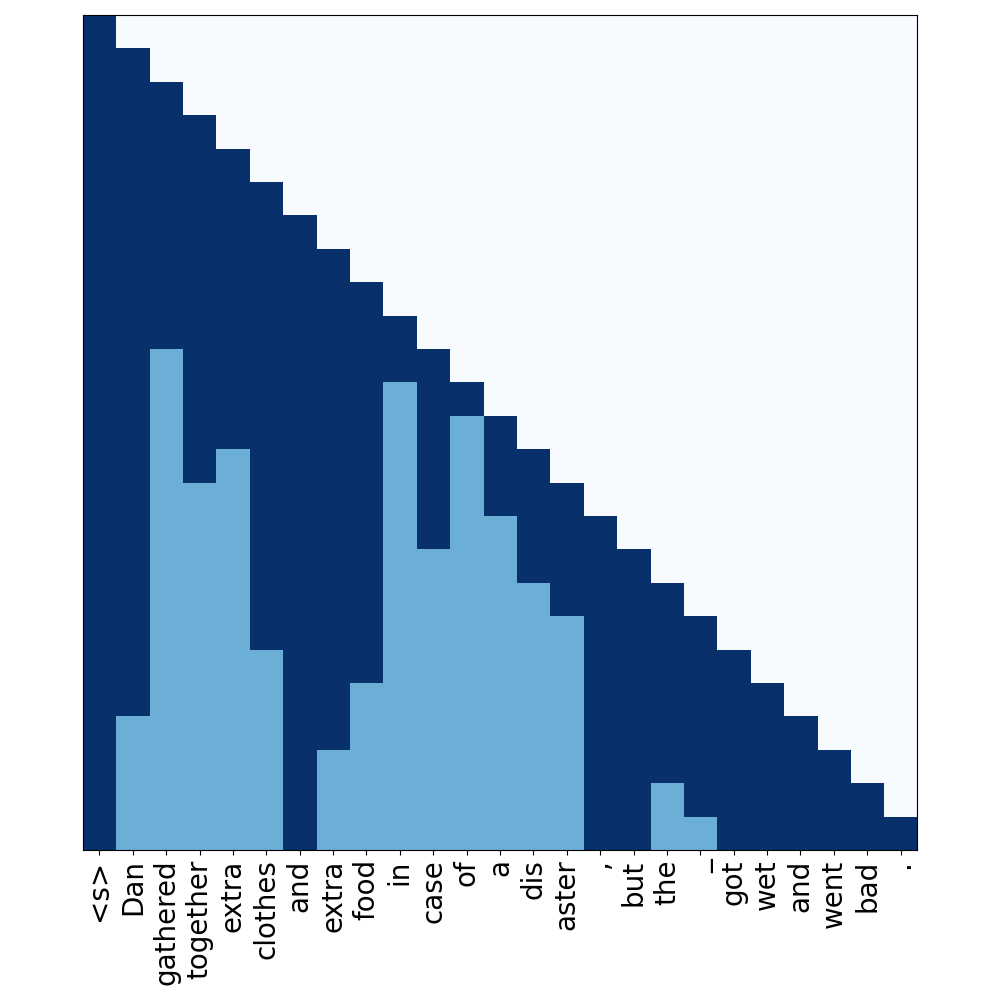 <s> Dan gathered together extra clothes and extra food in case of a dis aster , but the _ got wet and went bad .